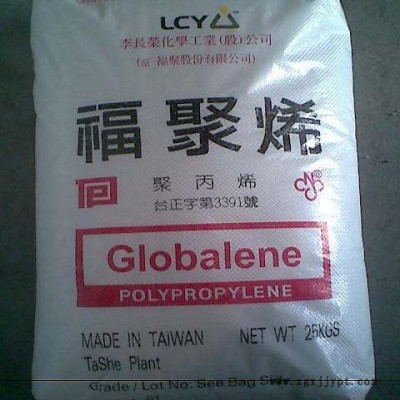 LCY
李長榮化學工業(股)公司
(原 福聚股份有限公司)
福聚烯
聚丙烯
台正字第3391號
Globalene
POLYPROPYLENE
MADE IN TAIWAN NET WT 25KGS
TaShe Plant
Grade / Lot No: See Bag Side